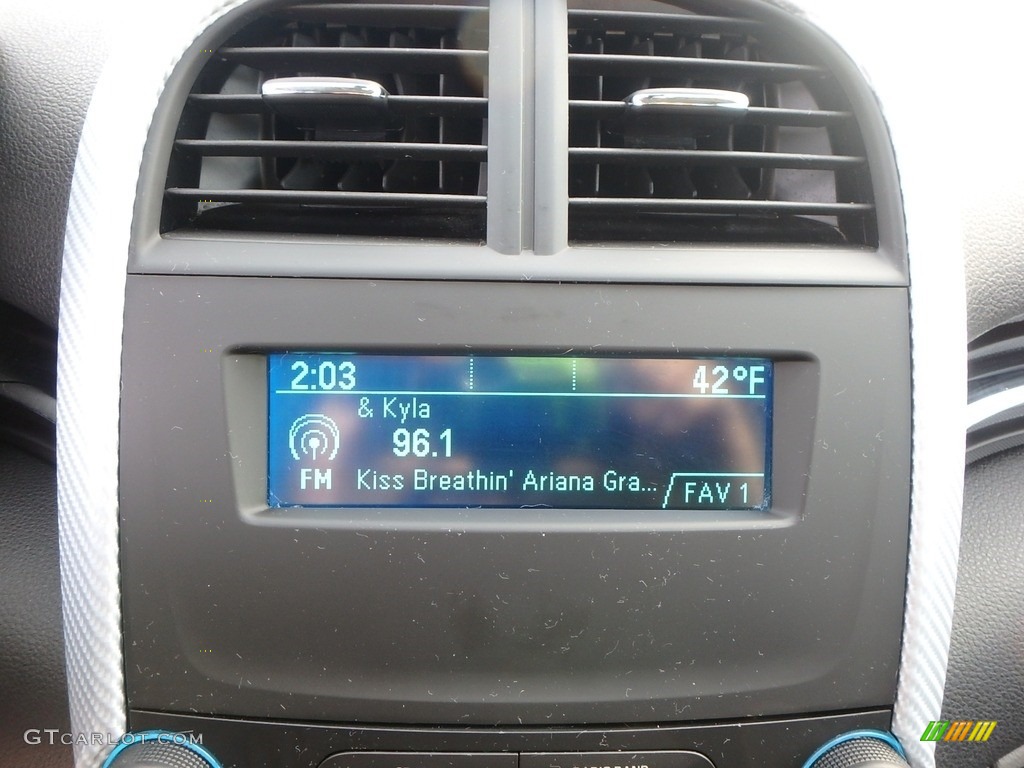 2:03 42°F
& Kyla
96.1
FM Kiss Breathin' Ariana Gra... FAV 1
GTCARLOT.COM